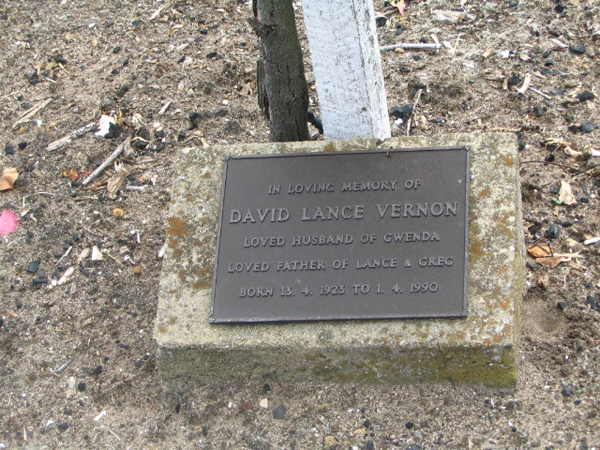 IN LOVING MEMORY OF
DAVID LANCE VERNON
LOVED HUSBAND OF GWENDA
LOVED FATHER OF LANCE & GREG
BORN 13. 4. 1923 TO 1. 4. 1990